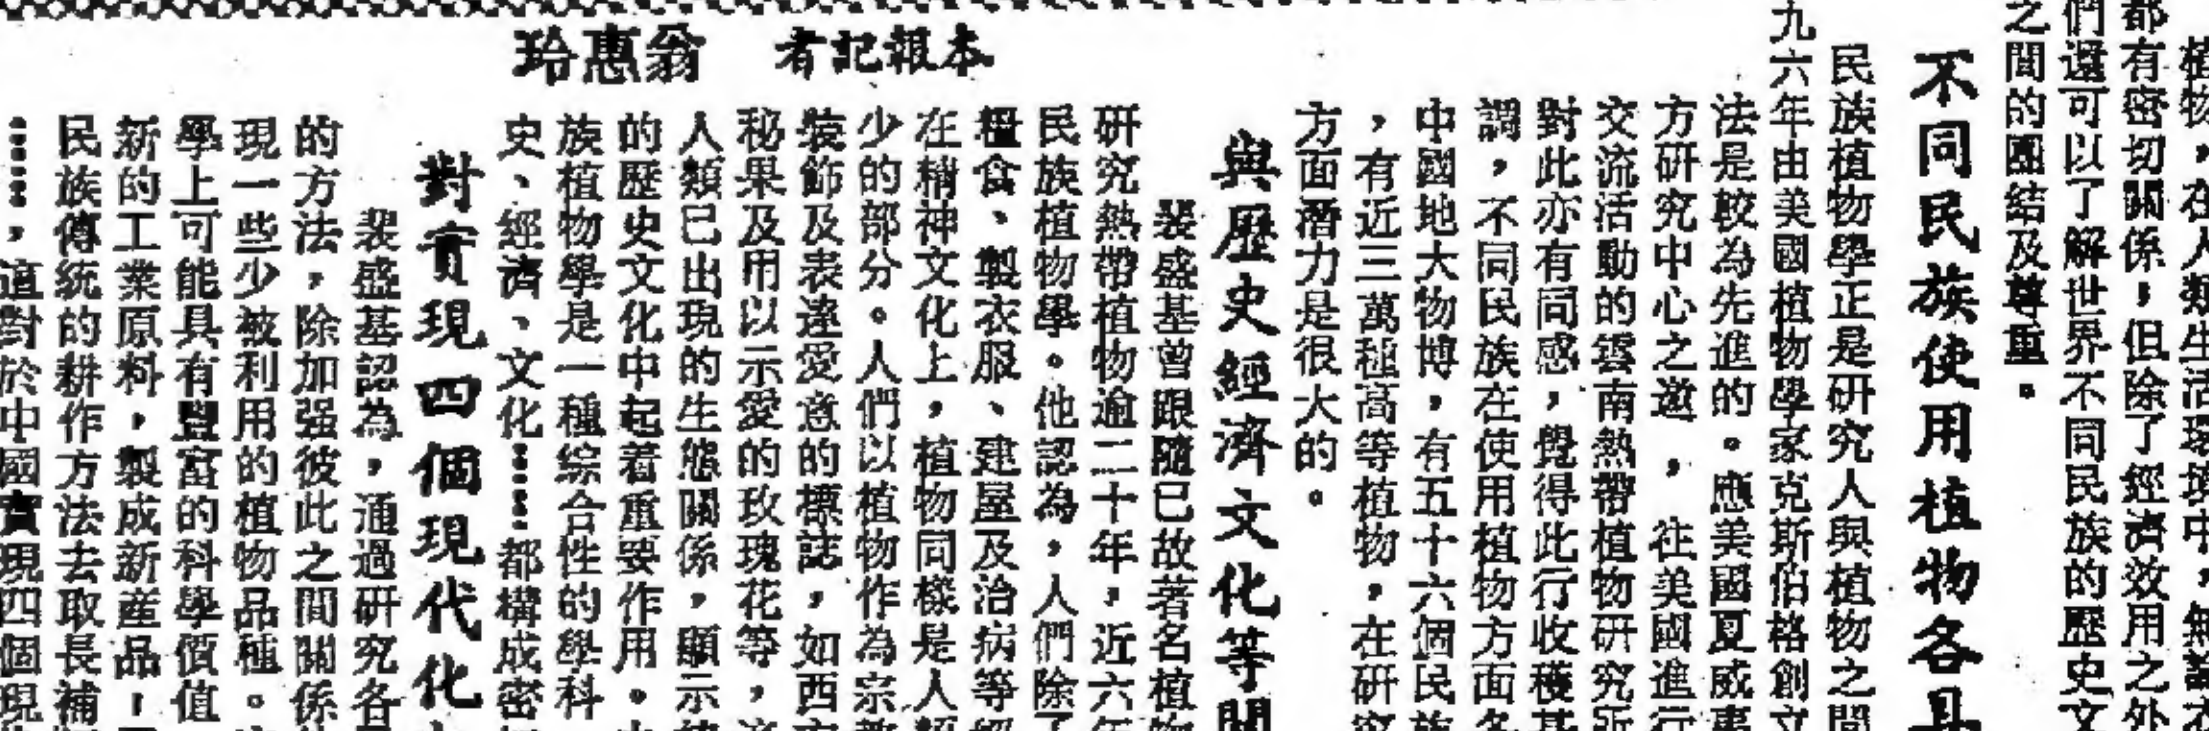 植物，在人類生活環境中，無論衣
都有密切關係，但除了經濟效用之外
們還可以了解世界不同民族的歷史文
之間的團結及尊重。
不同民族使用植物各具
民族植物學正是研究人與植物之間
九六年由美國植物學家克斯伯格創立
法是較為先進的。應美國夏威夷
方研究中心之邀，往美國進行
交流活動的雲南熱帶植物研究所
對此亦有同感，覺得此行收穫甚
調，不同民族在使用植物方面各
中國地大物博，有五十六個民族
，有近三萬種高等植物，在研究
方面潛力是很大的。
與歷史經濟文化等關
裴盛基曾跟隨已故著名植物
研究熱帶植物逾二十年，近六年
民族植物學。他認為，人們除了
糧食、製衣服、建屋及治病等經
在精神文化上，植物同樣是人類
少的部分。人們以植物作為宗教
裝飾及表達愛意的標誌，如西
秘果及用以示愛的玫瑰花等，
人類已出現的生態關係，顯示
的歷史文化中起着重要作用。
族植物學是一種綜合性的學科
史、經濟、文化……都構成密
本報記者 翁惠玲
對實現四個現代化
裴盛基認為，通過研究各
的方法，除加强彼此之間關係
現一些少被利用的植物品種。
學上可能具有豐富的科學價值
新的工業原料，製成新產品，
民族傳統的耕作方法去取長補
……，這對於中國實現四個現